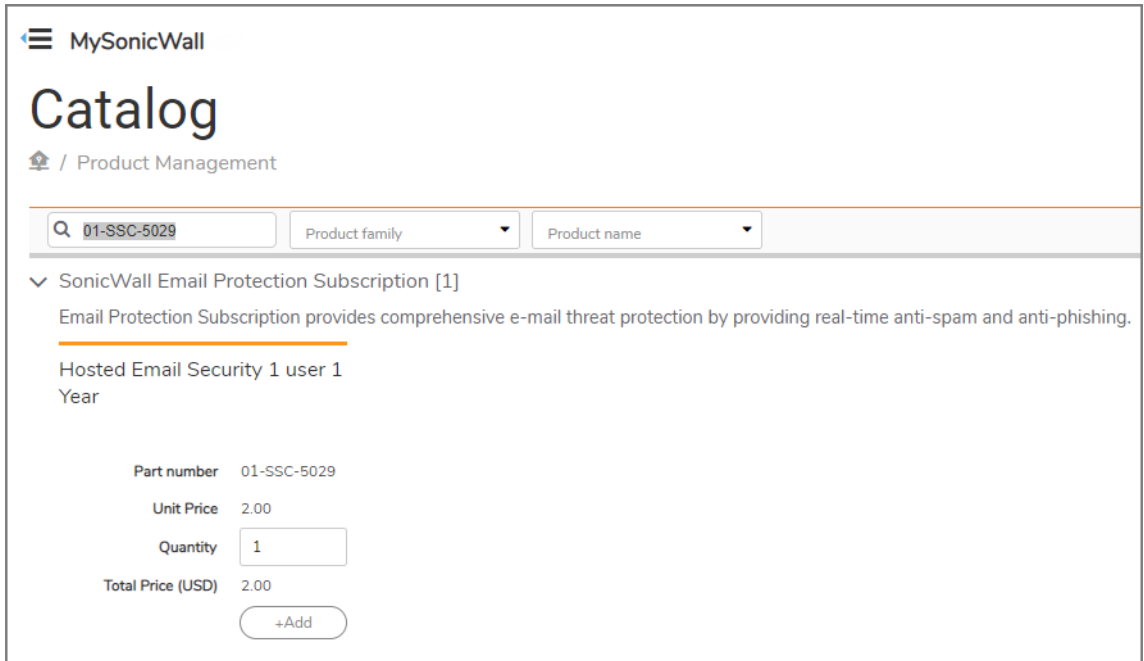 MySonicWall
Catalog
/ Product Management
01-SSC-5029 Product family Product name
SonicWall Email Protection Subscription [1]
Email Protection Subscription provides comprehensive e-mail threat protection by providing real-time anti-spam and anti-phishing.
Hosted Email Security 1 user 1
Year
Part number 01-SSC-5029
Unit Price 2.00
Quantity 1
Total Price (USD) 2.00
+Add